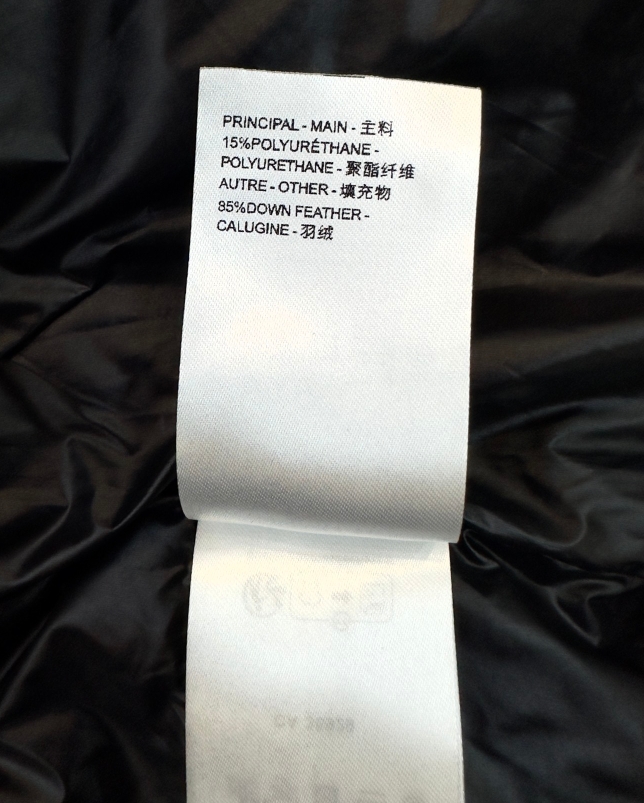 PRINCIPAL - MAIN - 主料
15%POLYURÉTHANE -
POLYURETHANE - 聚酯纤维
AUTRE - OTHER - 填充物
85%DOWN FEATHER -
CALUGINE - 羽绒